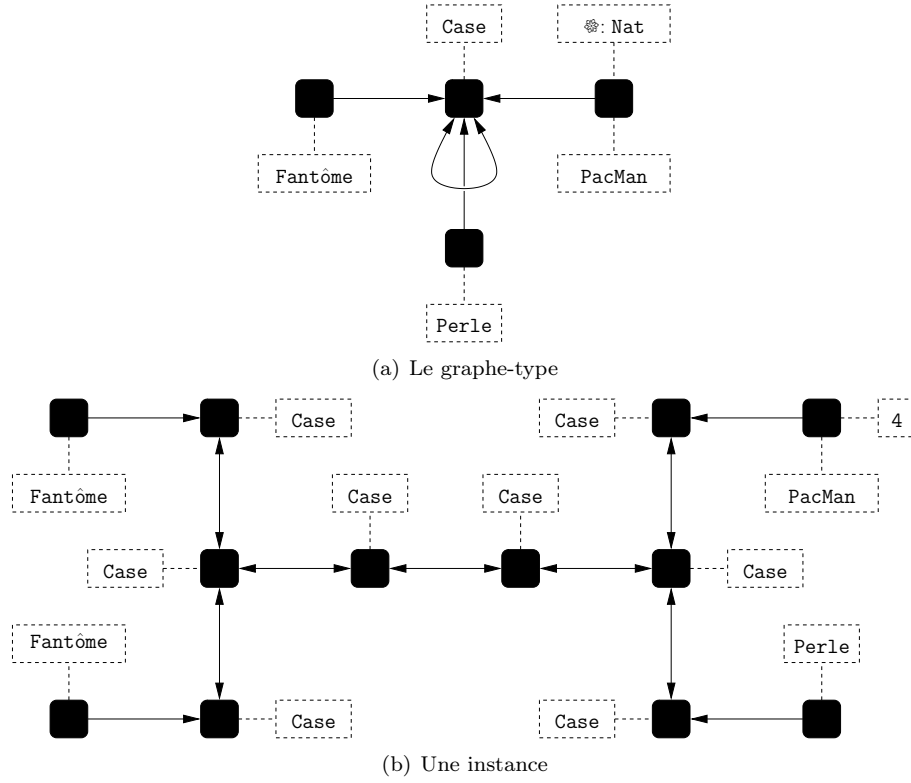 Case
: Nat
Fantôme
PacMan
Perle
(a) Le graphe-type
Case
Case
4
Fantôme
Case
Case
PacMan
Case
Case
Fantôme
Perle
Case
Case
(b) Une instance